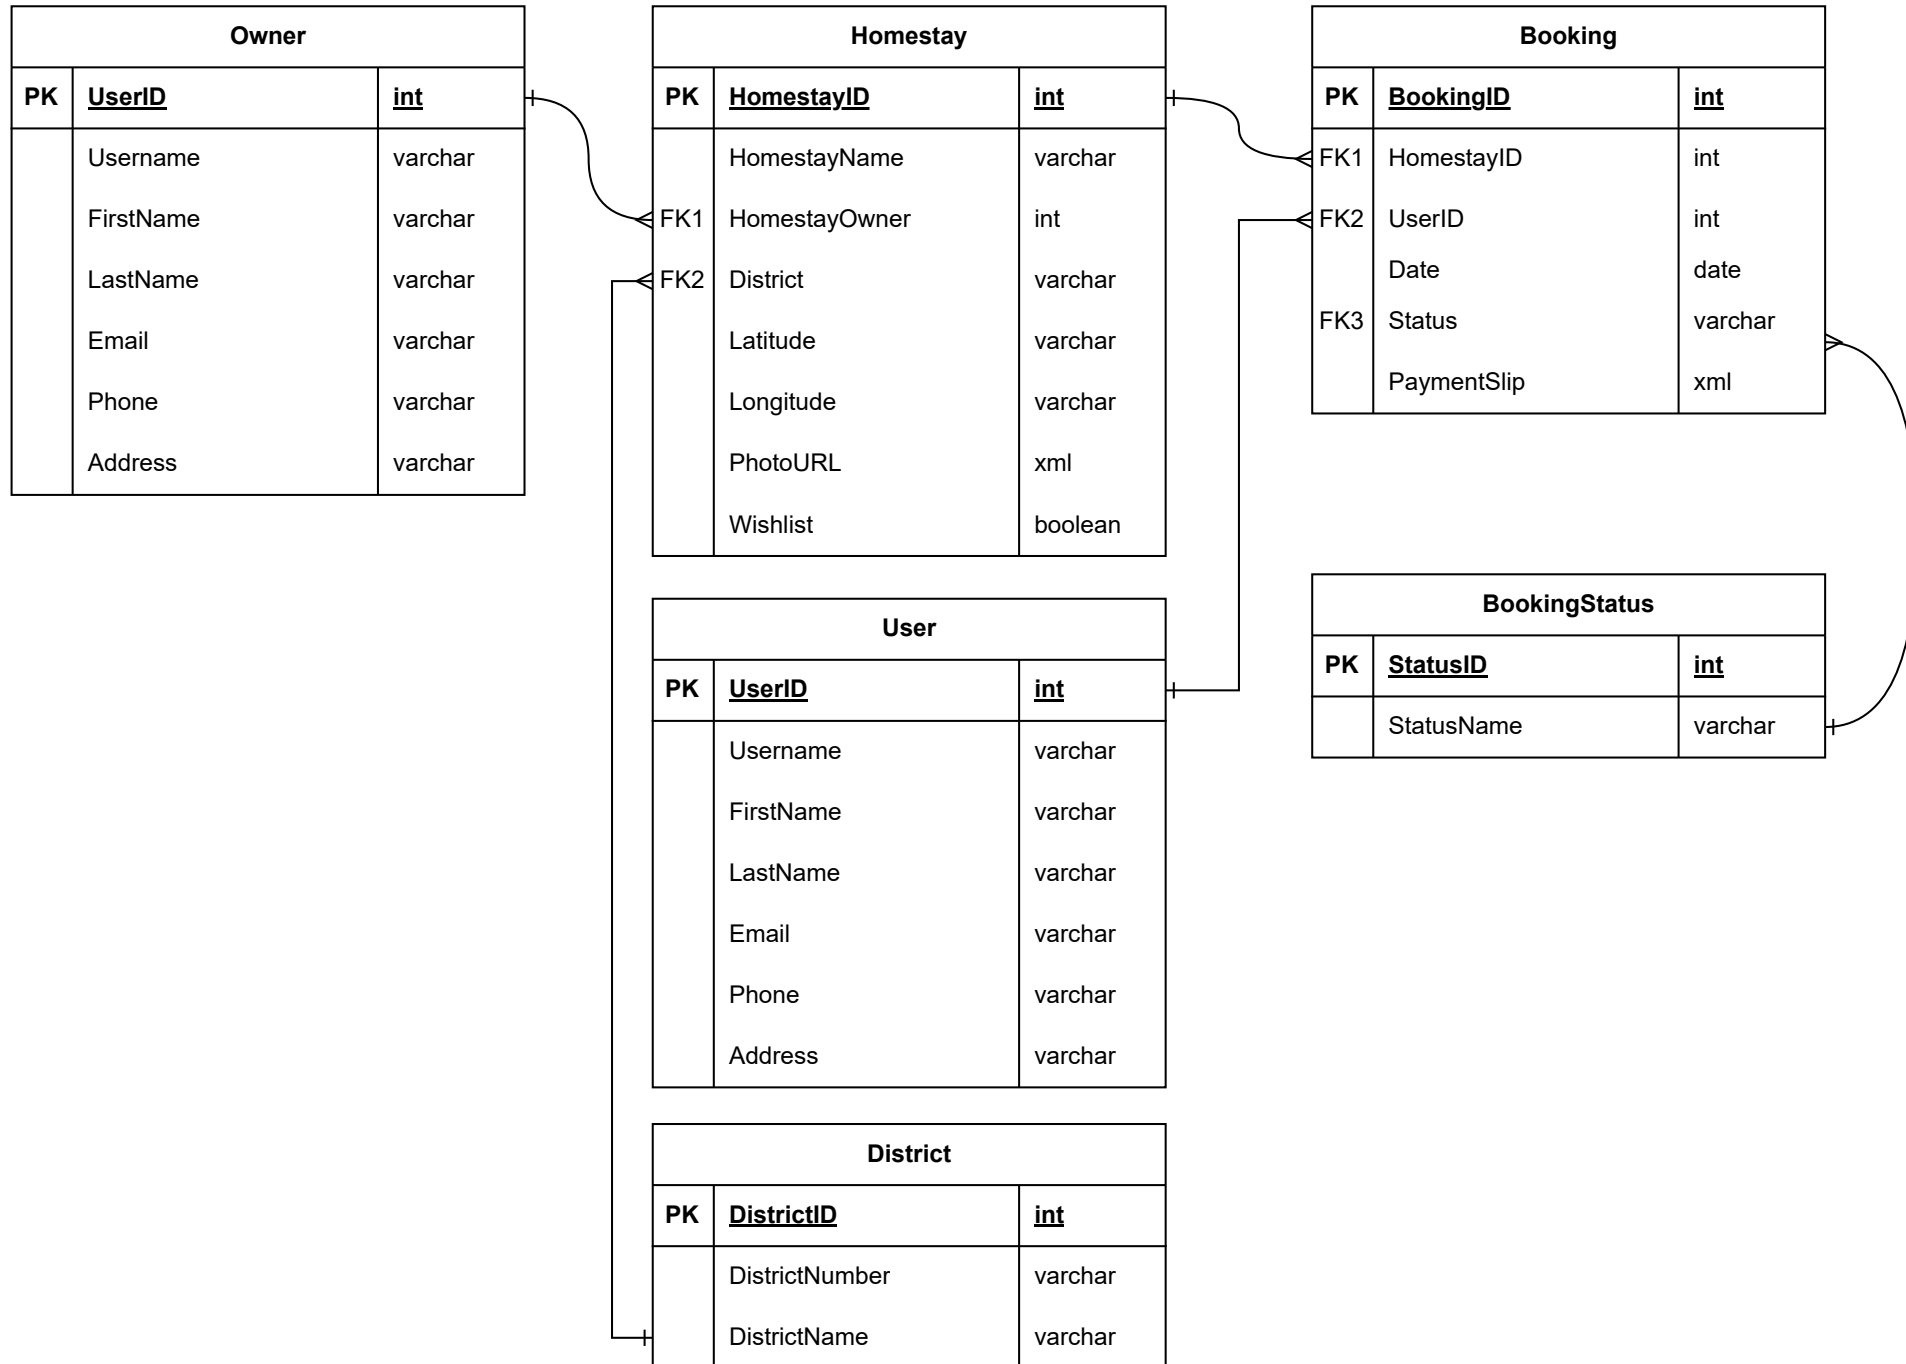 Owner
PK UserID int
Username varchar
FirstName varchar
LastName varchar
Email varchar
Phone varchar
Address varchar
Homestay
PK HomestayID int
HomestayName varchar
FK1 HomestayOwner int
FK2 District varchar
Latitude varchar
Longitude varchar
PhotoURL xml
Wishlist boolean
Booking
PK BookingID int
FK1 HomestayID int
FK2 UserID int
Date date
FK3 Status varchar
PaymentSlip xml
User
PK UserID int
Username varchar
FirstName varchar
LastName varchar
Email varchar
Phone varchar
Address varchar
BookingStatus
PK StatusID int
StatusName varchar
District
PK DistrictID int
DistrictNumber varchar
DistrictName varchar